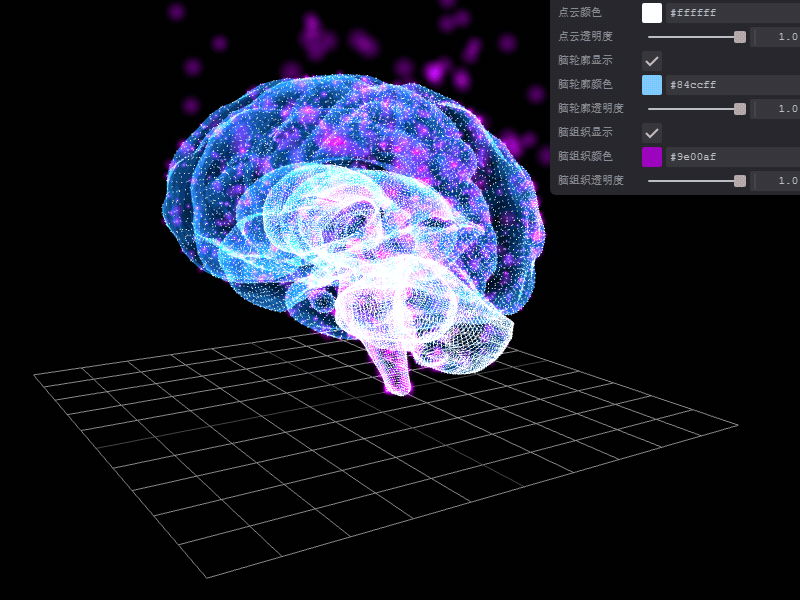 点云颜色 #ffffff
点云透明度 1.0
脑轮廓显示
脑轮廓颜色 #84ccff
脑轮廓透明度 1.0
脑组织显示
脑组织颜色 #9e00af
脑组织透明度 1.0